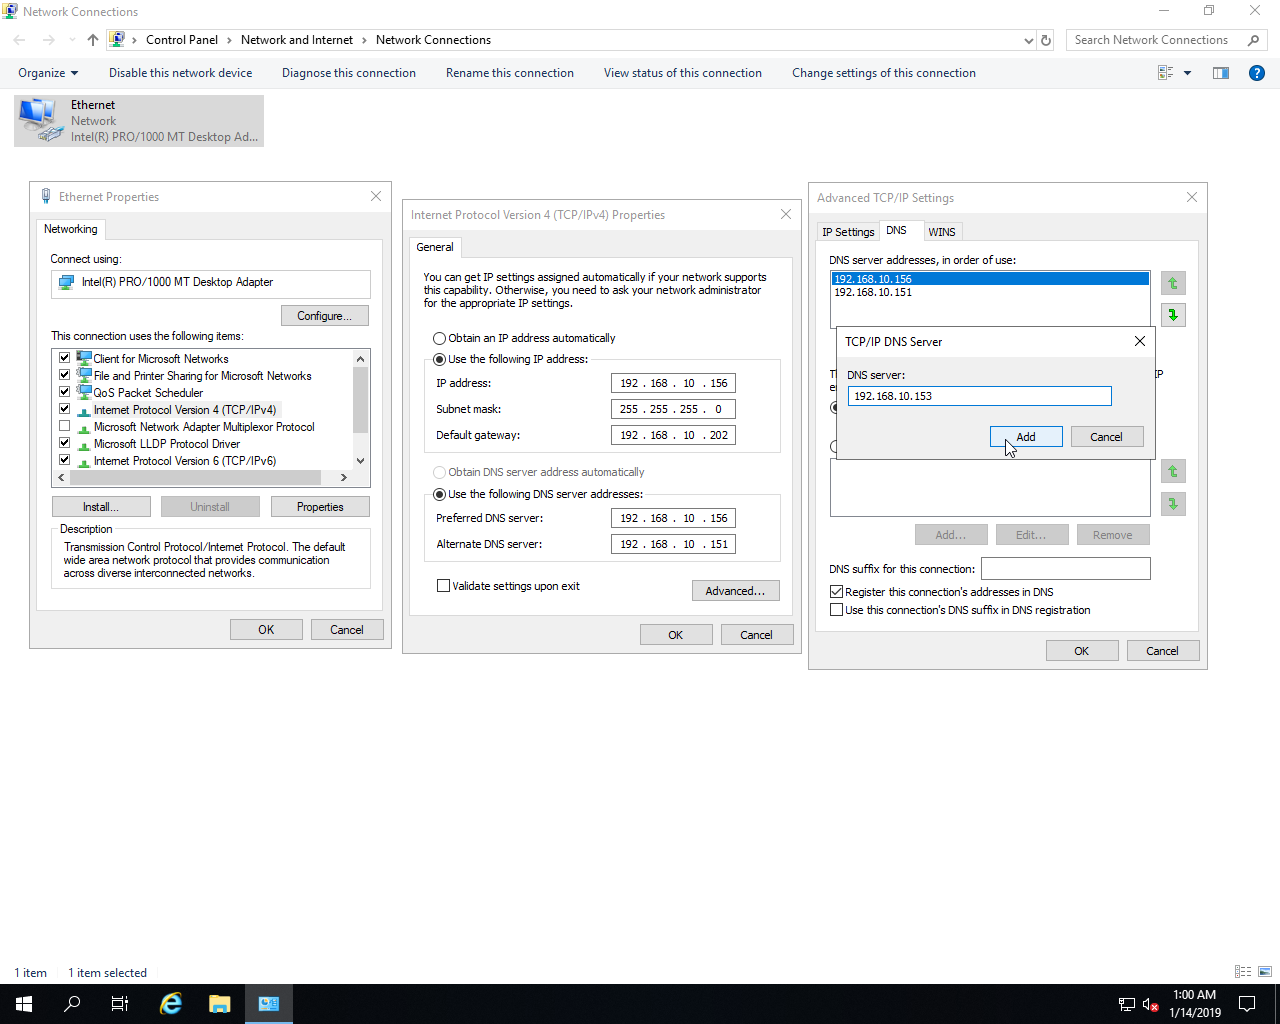 Network Connections
Control Panel
Network and Internet
Network Connections
Search Network Connections
Organize
Disable this network device
Diagnose this connection
Rename this connection
View status of this connection
Change settings of this connection
Ethernet
Network
Intel(R) PRO/1000 MT Desktop Ad...
Ethernet Properties
Networking
Connect using:
Intel(R) PRO/1000 MT Desktop Adapter
Configure...
This connection uses the following items:
Client for Microsoft Networks
File and Printer Sharing for Microsoft Networks
QoS Packet Scheduler
Internet Protocol Version 4 (TCP/IPv4)
Microsoft Network Adapter Multiplexor Protocol
Microsoft LLDP Protocol Driver
Internet Protocol Version 6 (TCP/IPv6)
Install...
Uninstall
Properties
Description
Transmission Control Protocol/Internet Protocol. The default
wide area network protocol that provides communication
across diverse interconnected networks.
OK
Cancel
Internet Protocol Version 4 (TCP/IPv4) Properties
General
You can get IP settings assigned automatically if your network supports
this capability. Otherwise, you need to ask your network administrator
for the appropriate IP settings.
Obtain an IP address automatically
Use the following IP address:
IP address: 192 . 168 . 10 . 156
Subnet mask: 255 . 255 . 255 . 0
Default gateway: 192 . 168 . 10 . 202
Obtain DNS server address automatically
Use the following DNS server addresses:
Preferred DNS server: 192 . 168 . 10 . 156
Alternate DNS server: 192 . 168 . 10 . 151
Validate settings upon exit
Advanced...
OK
Cancel
Advanced TCP/IP Settings
IP Settings
DNS
WINS
DNS server addresses, in order of use:
192.168.10.156
192.168.10.151
TCP/IP DNS Server
DNS server:
192.168.10.153
Add
Cancel
IP
Add...
Edit...
Remove
DNS suffix for this connection:
Register this connection's addresses in DNS
Use this connection's DNS suffix in DNS registration
OK
Cancel
1 item
1 item selected
1:00 AM
1/14/2019